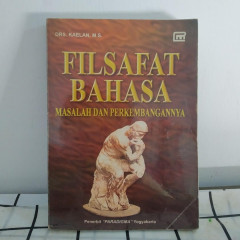 DRS. KAELAN, M.S.
FILSAFAT
BAHASA
MASALAH DAN PERKEMBANGANNYA
Penerbit "PARADIGMA" Yogyakarta